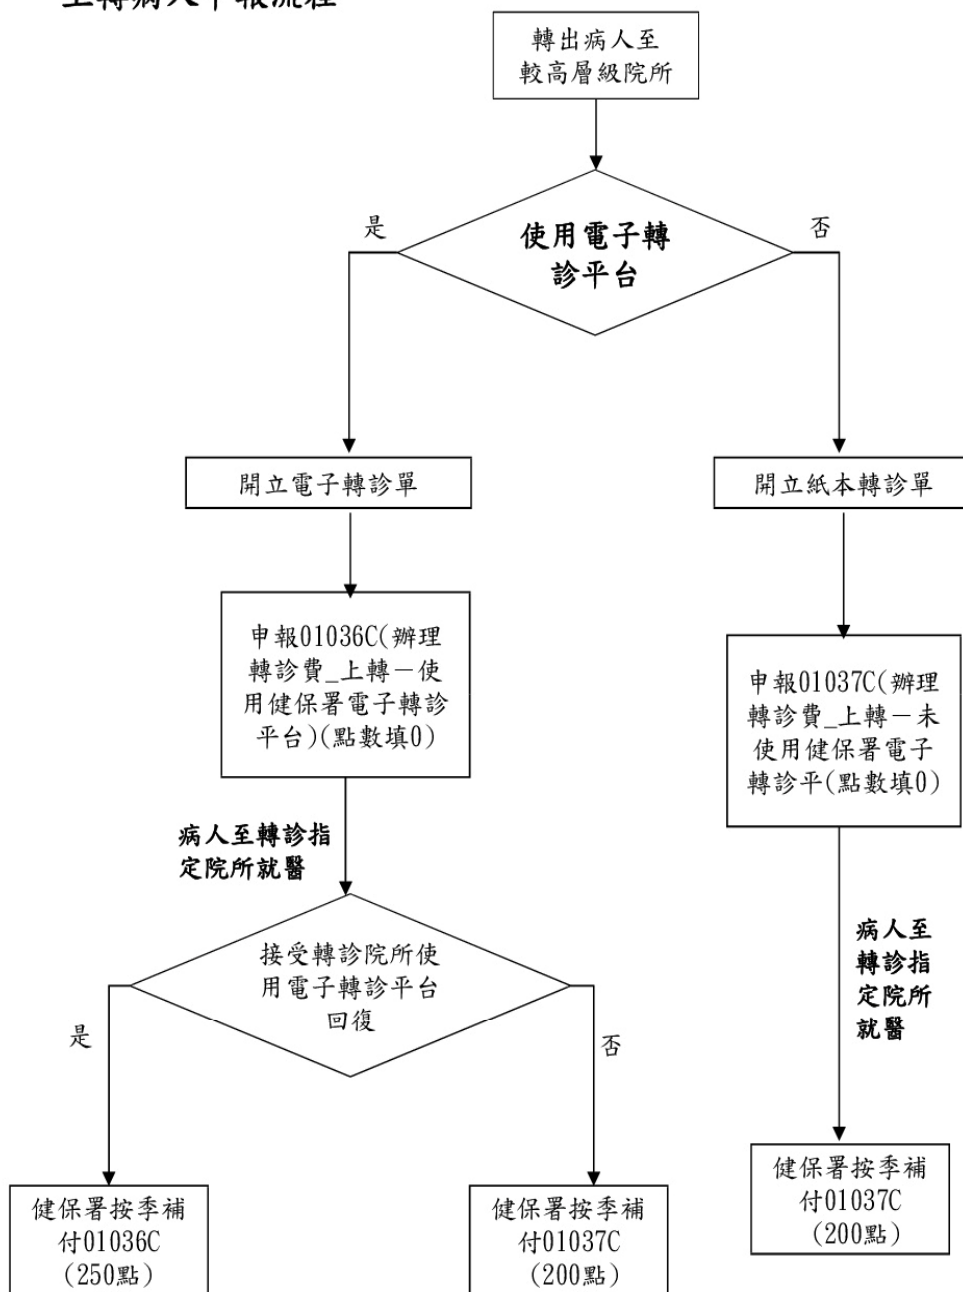 上轉病人申報流程
轉出病人至
較高層級院所
是
使用電子轉
診平台
否
開立電子轉診單
開立紙本轉診單
申報01036C(辦理
轉診費_上轉－使
用健保署電子轉診
平台)(點數填0)
申報01037C(辦理
轉診費_上轉－未
使用健保署電子
轉診平(點數填0)
病人至轉診指
定院所就醫
病人至
轉診指
定院所
就醫
接受轉診院所使
用電子轉診平台
回復
是
否
健保署按季補
付01036C
(250點)
健保署按季補
付01037C
(200點)
健保署按季補
付01037C
(200點)